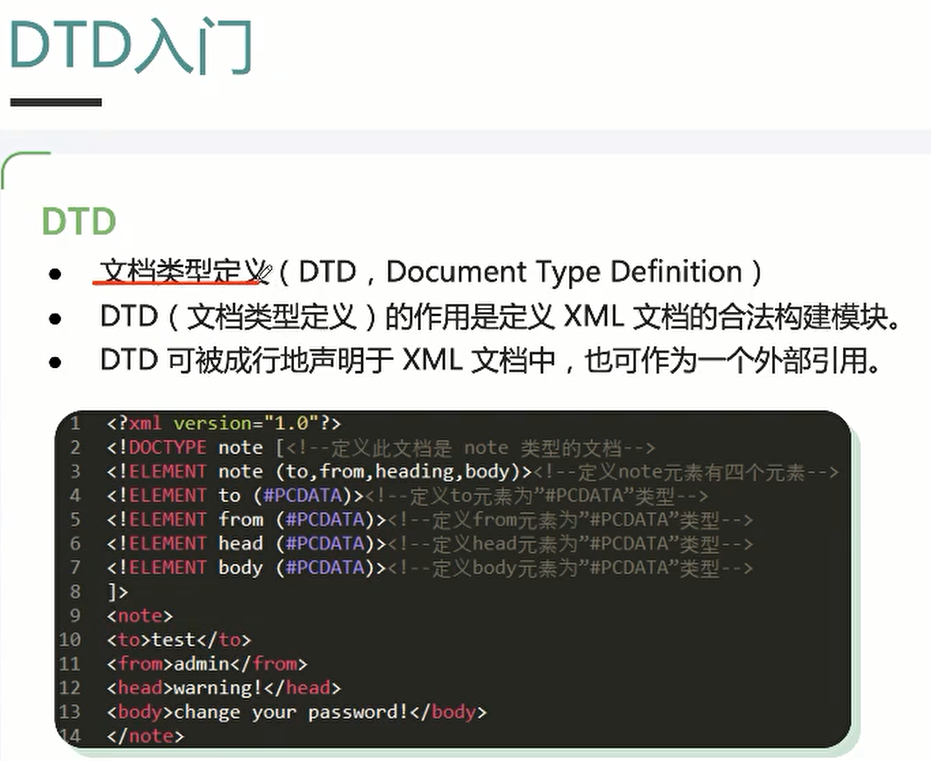 DTD入门
DTD
• 文档类型定义（DTD，Document Type Definition）
• DTD（文档类型定义）的作用是定义 XML 文档的合法构建模块。
• DTD 可被成行地声明于 XML 文档中，也可作为一个外部引用。
1 <?xml version="1.0"?>
2 <!DOCTYPE note [<!--定义此文档是 note 类型的文档-->
3 <!ELEMENT note (to,from,heading,body)><!--定义note元素有四个元素-->
4 <!ELEMENT to (#PCDATA)><!--定义to元素为”#PCDATA”类型-->
5 <!ELEMENT from (#PCDATA)><!--定义from元素为”#PCDATA”类型-->
6 <!ELEMENT head (#PCDATA)><!--定义head元素为”#PCDATA”类型-->
7 <!ELEMENT body (#PCDATA)><!--定义body元素为”#PCDATA”类型-->
8 ]>
9 <note>
10 <to>test</to>
11 <from>admin</from>
12 <head>warning!</head>
13 <body>change your password!</body>
14 </note>